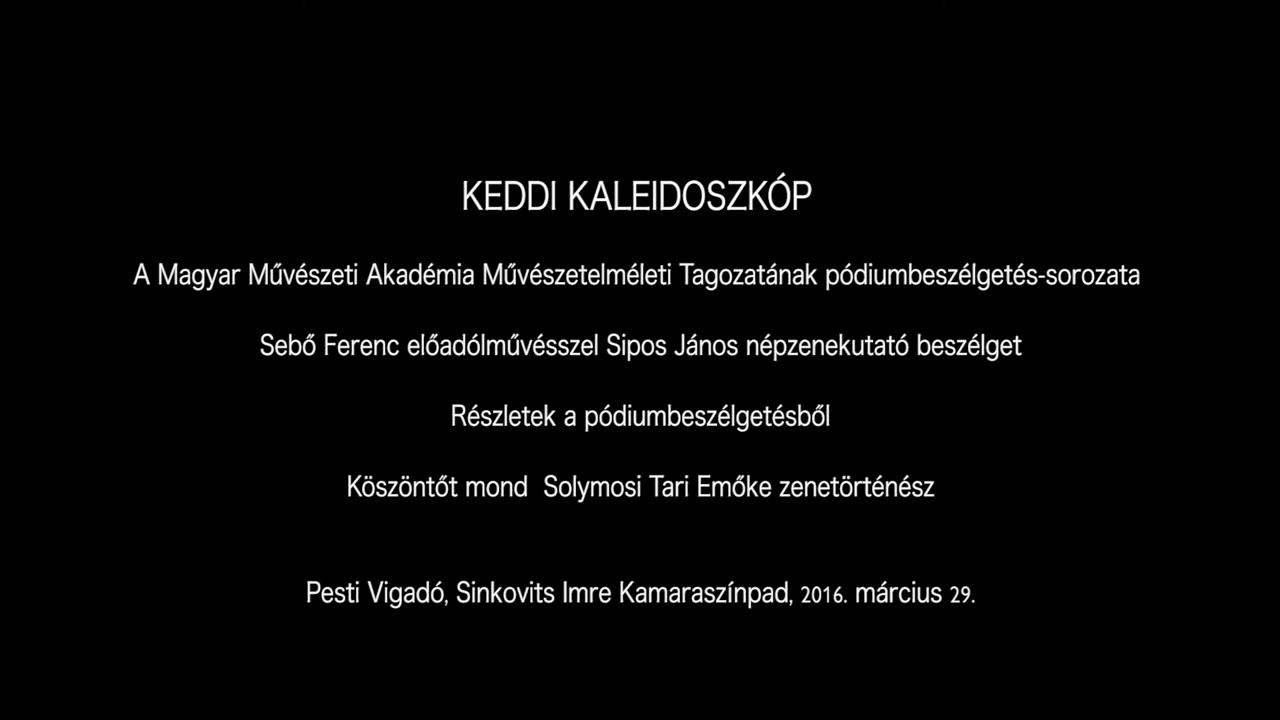 KEDDI KALEIDOSZKÓP
A Magyar Művészeti Akadémia Művészetelméleti Tagozatának pódiumbeszélgetés-sorozata
Sebő Ferenc előadólművésszel Sipos János népzenekutató beszélget
Részletek a pódiumbeszélgetésből
Köszöntőt mond  Solymosi Tari Emőke zenetörténész
Pesti Vigadó, Sinkovits Imre Kamaraszínpad, 2016. március 29.